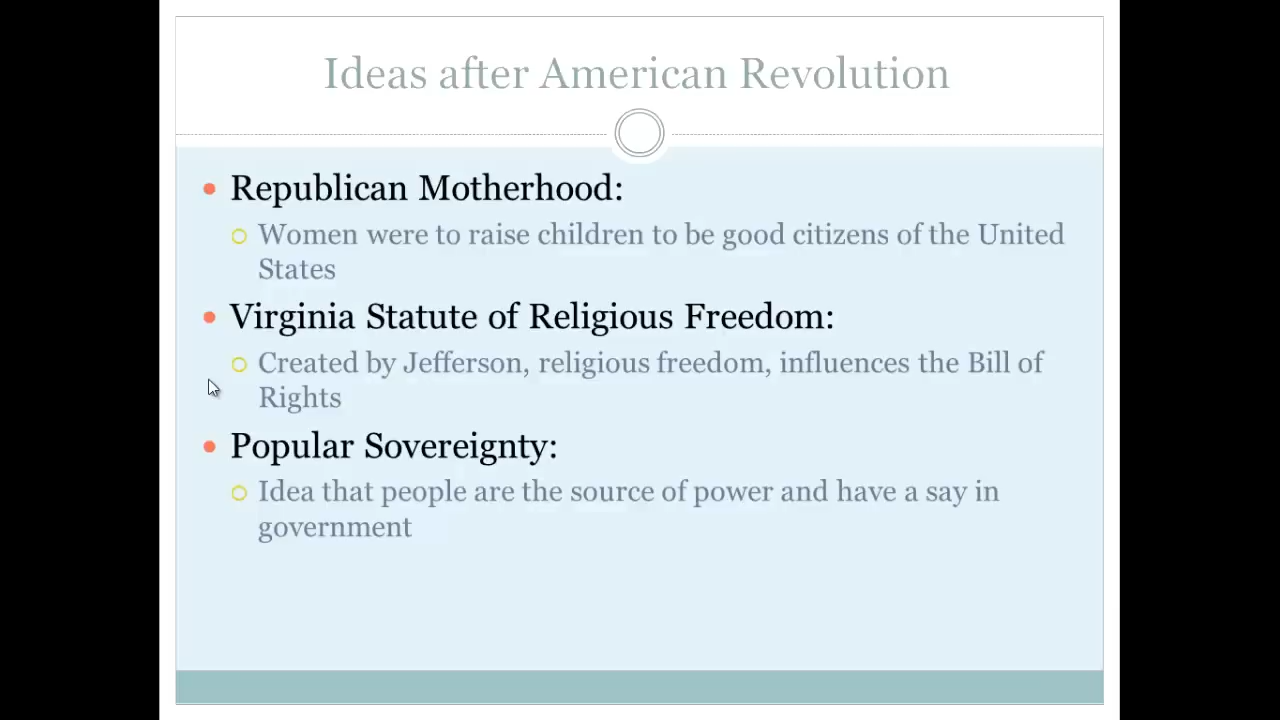 Ideas after American Revolution
Republican Motherhood:
Women were to raise children to be good citizens of the United
States
Virginia Statute of Religious Freedom:
Created by Jefferson, religious freedom, influences the Bill of
Rights
Popular Sovereignty:
Idea that people are the source of power and have a say in
government